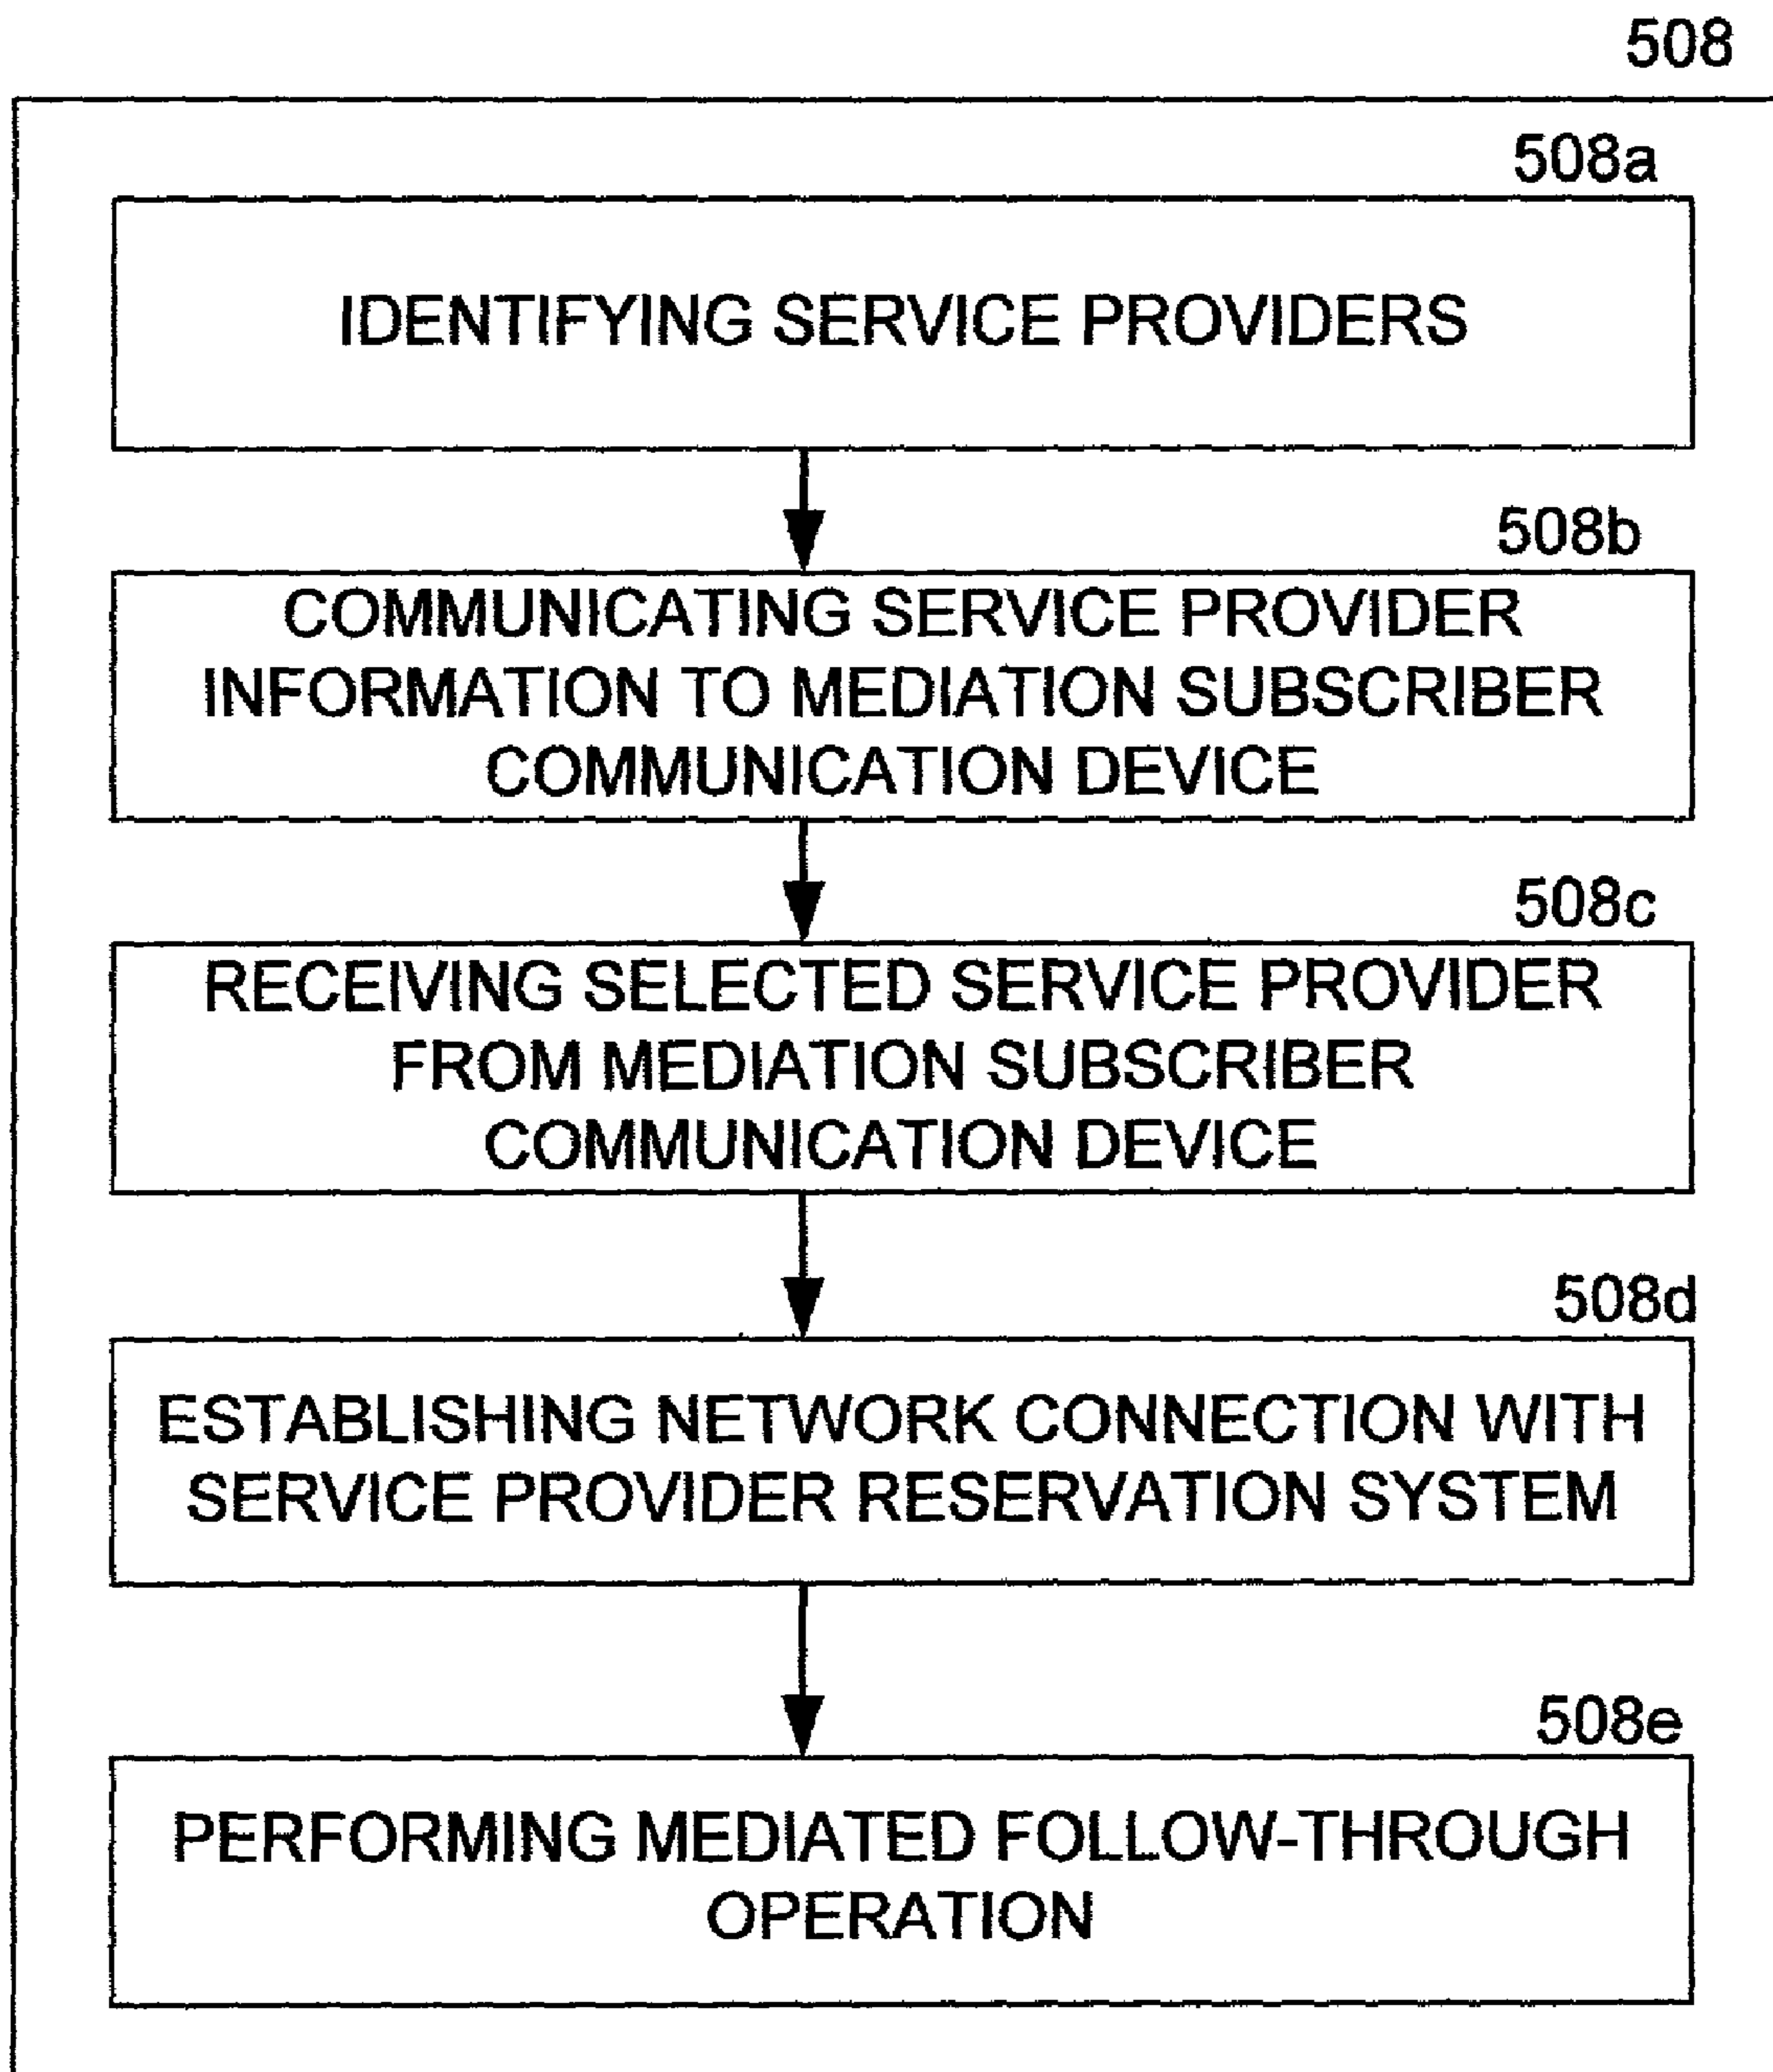 508
508a
IDENTIFYING SERVICE PROVIDERS
508b
COMMUNICATING SERVICE PROVIDER
INFORMATION TO MEDIATION SUBSCRIBER
COMMUNICATION DEVICE
508c
RECEIVING SELECTED SERVICE PROVIDER
FROM MEDIATION SUBSCRIBER
COMMUNICATION DEVICE
508d
ESTABLISHING NETWORK CONNECTION WITH
SERVICE PROVIDER RESERVATION SYSTEM
508e
PERFORMING MEDIATED FOLLOW-THROUGH
OPERATION